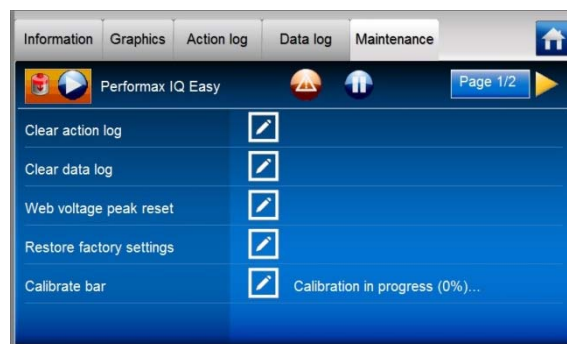 Information Graphics Action log Data log Maintenance
Performax IQ Easy Page 1/2
Clear action log
Clear data log
Web voltage peak reset
Restore factory settings
Calibrate bar Calibration in progress (0%)...